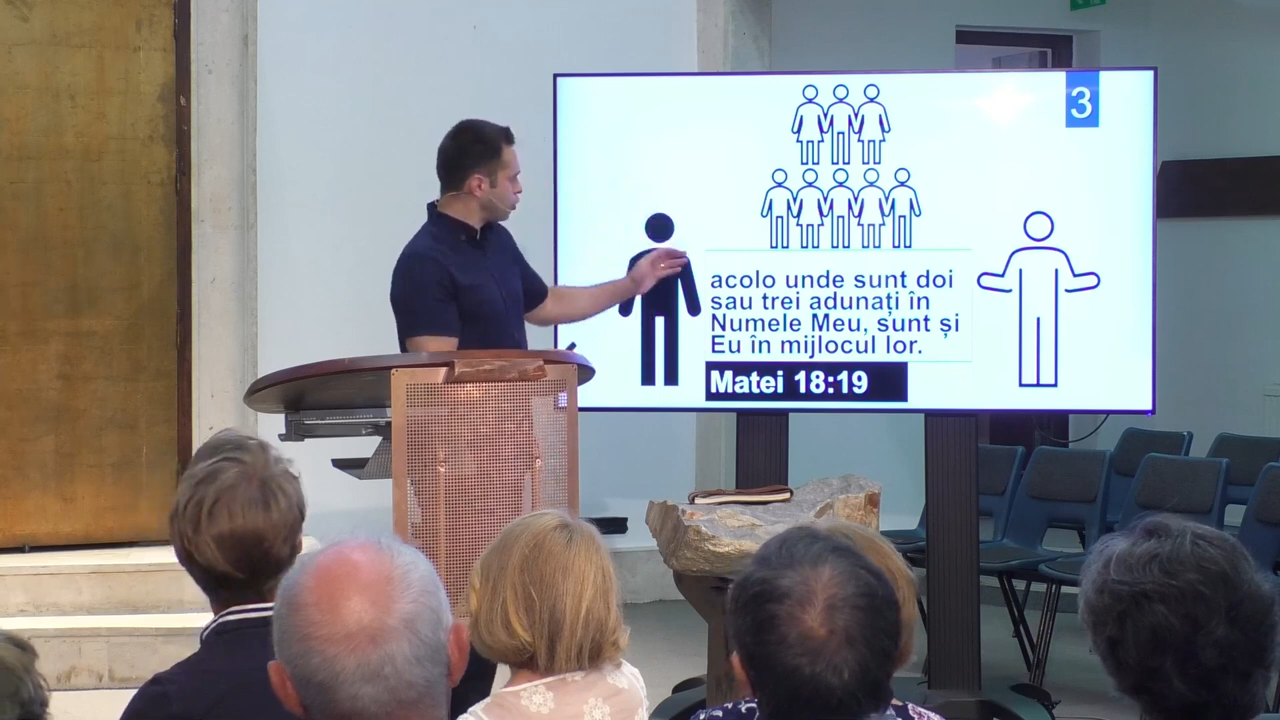 3
acolo unde sunt doi
sau trei adunați în
Numele Meu, sunt și
Eu în mijlocul lor.
Matei 18:19